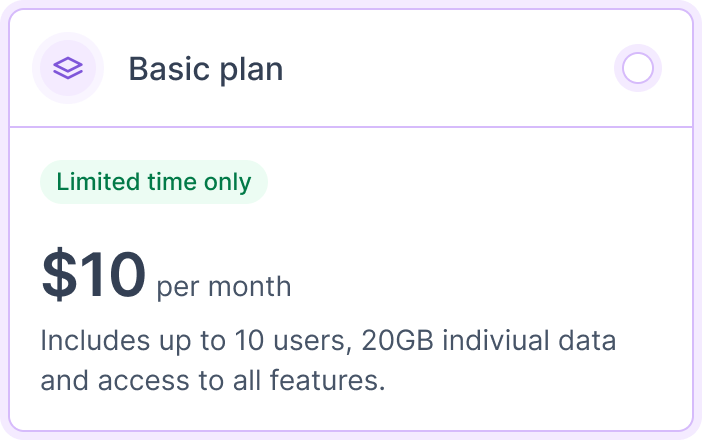 Basic plan
Limited time only
$10 per month
Includes up to 10 users, 20GB indiviual data
and access to all features.